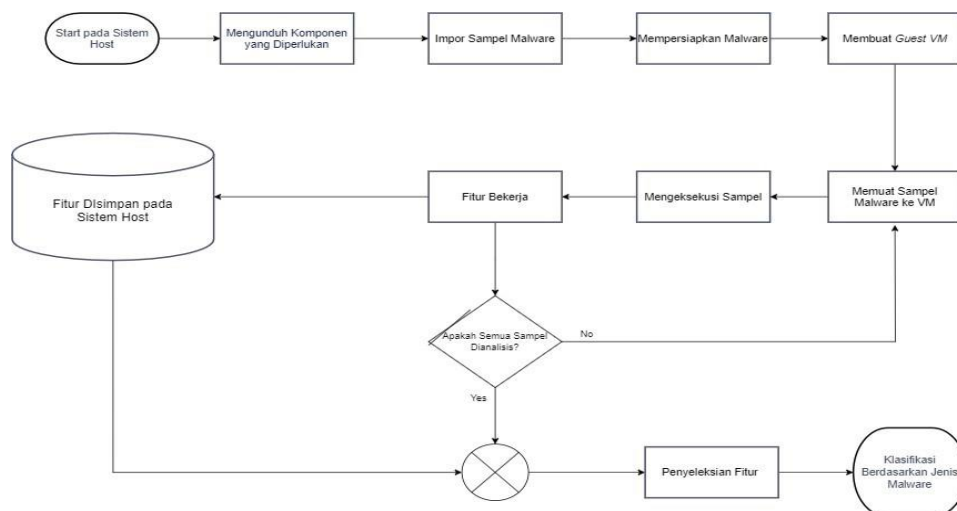 Start pada Sistem
Host
Mengunduh Komponen
yang Diperlukan
Impor Sampel Malware
Mempersiapkan Malware
Membuat Guest VM
Fitur DIsimpan pada
Sistem Host
Fitur Bekerja
Mengeksekusi Sampel
Memuat Sampel
Malware ke VM
Apakah Semua Sampel
Dianalisis?
No
Yes
Penyeleksian Fitur
Klasifikasi
Berdasarkan Jenis
Malware